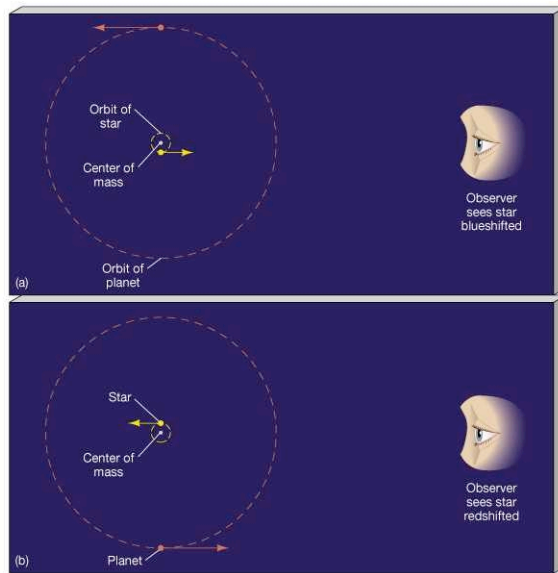 Orbit of
star
Center of
mass
Observer
sees star
blueshifted
Orbit of
planet
(a)
Star
Center of
mass
Observer
sees star
redshifted
(b)
Planet